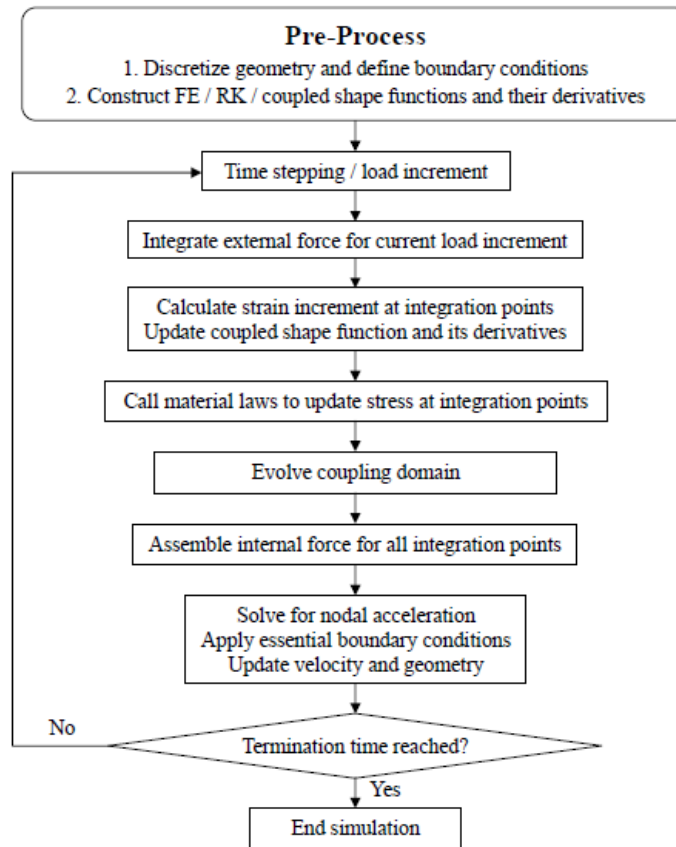 Pre-Process
1. Discretize geometry and define boundary conditions
2. Construct FE / RK / coupled shape functions and their derivatives
Time stepping / load increment
Integrate external force for current load increment
Calculate strain increment at integration points
Update coupled shape function and its derivatives
Call material laws to update stress at integration points
Evolve coupling domain
Assemble internal force for all integration points
Solve for nodal acceleration
Apply essential boundary conditions
Update velocity and geometry
No
Termination time reached?
Yes
End simulation